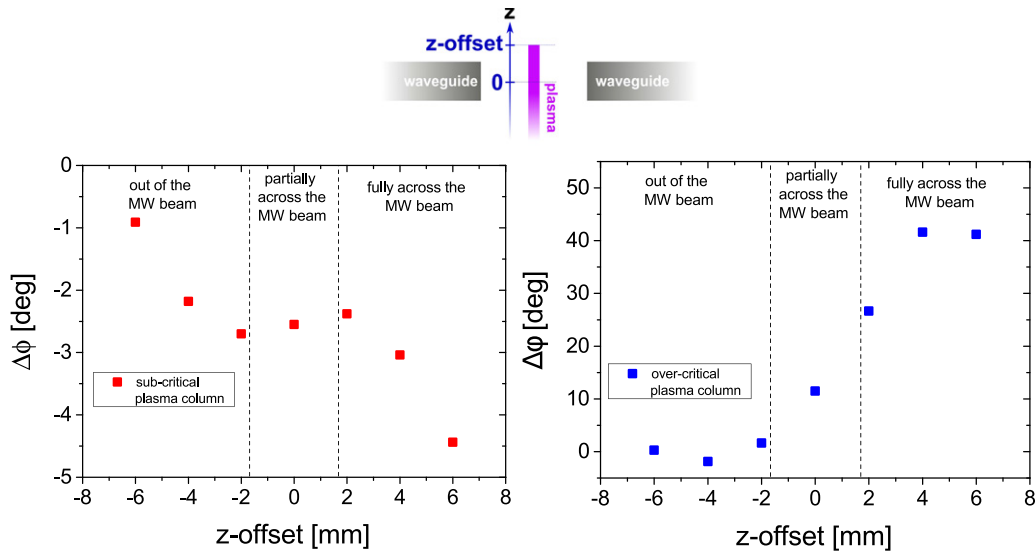 z
z-offset
waveguide
0
plasma
waveguide
0
-1
-2
-3
-4
-5
out of the
MW beam
partially
across the
MW beam
fully across the
MW beam
Δϕ [deg]
sub-critical
plasma column
-8 -6 -4 -2 0 2 4 6 8
z-offset [mm]
50
40
30
20
10
0
out of the
MW beam
partially
across the
MW beam
fully across the
MW beam
Δφ [deg]
over-critical
plasma column
-8 -6 -4 -2 0 2 4 6 8
z-offset [mm]